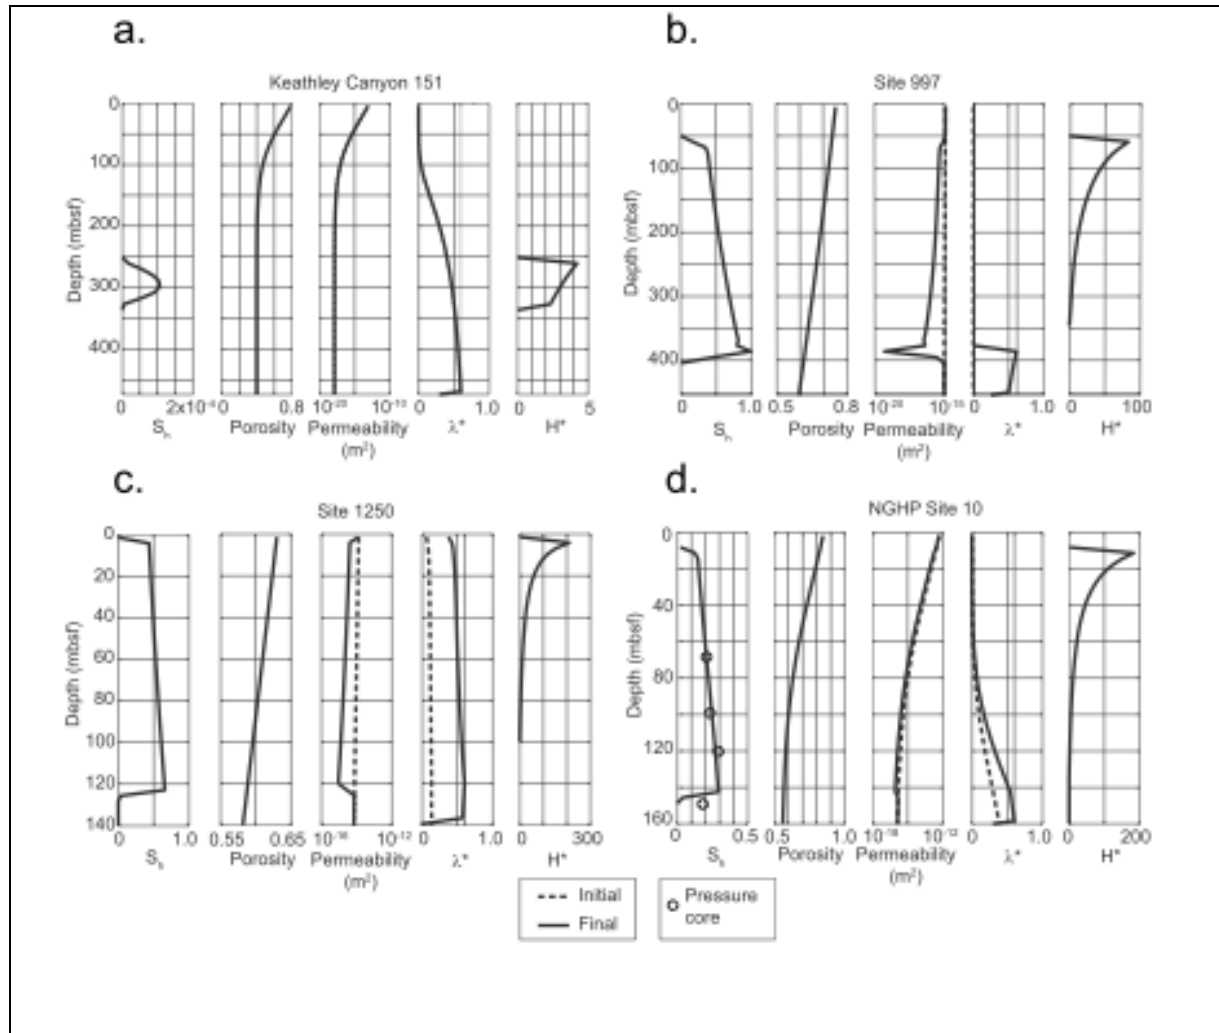 a.
Keathley Canyon 151
0
100
200
300
400
Depth (mbsf)
0 2x10⁻⁶
0 0.8
10⁻²⁰ 10⁻¹³
0 1.0
0 5
Sₕ
Porosity
Permeability
(m²)
λ*
H*
b.
Site 997
0
100
200
300
400
Depth (mbsf)
0 1.0
0.5 0.8
10⁻²⁰ 10⁻¹⁵
0 1.0
0 100
Sₕ
Porosity
Permeability
(m²)
λ*
H*
c.
Site 1250
0
20
40
60
80
100
120
140
Depth (mbsf)
0 1.0
0.55 0.65
10⁻¹⁶ 10⁻¹²
0 1.0
0 300
Sₕ
Porosity
Permeability
(m²)
λ*
H*
d.
NGHP Site 10
0
40
60
80
120
160
Depth (mbsf)
0 0.5
0.5 1.0
10⁻¹⁸ 10⁻¹²
0 1.0
0 200
Sₕ
Porosity
Permeability
(m²)
λ*
H*
Initial
Final
Pressure
core